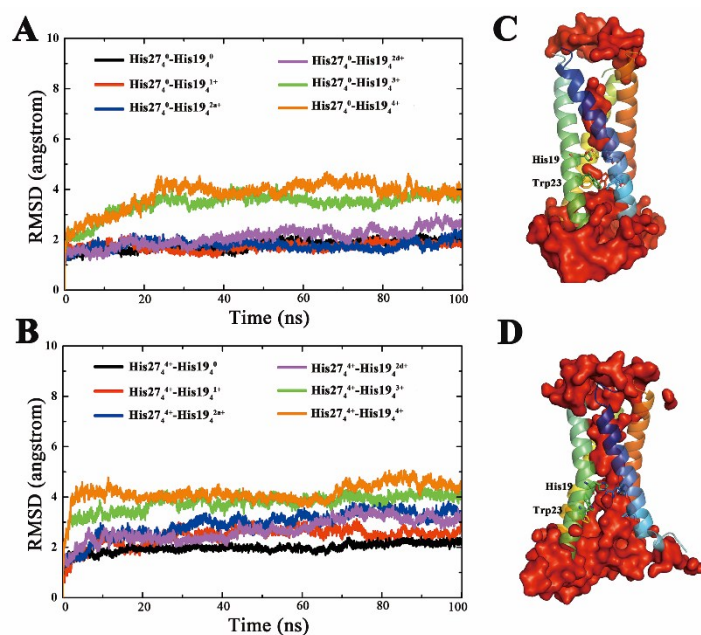 A
10
8
6
4
2
0
RMSD (angstrom)
His27₄⁰-His19₄⁰
His27₄⁰-His19₄¹⁺
His27₄⁰-His19₄²ᵃ⁺
His27₄⁰-His19₄²ᵈ⁺
His27₄⁰-His19₄³⁺
His27₄⁰-His19₄⁴⁺
0 20 40 60 80 100
Time (ns)
C
His19
Trp23
B
10
8
6
4
2
0
RMSD (angstrom)
His27₄⁴⁺-His19₄⁰
His27₄⁴⁺-His19₄¹⁺
His27₄⁴⁺-His19₄²ᵃ⁺
His27₄⁴⁺-His19₄²ᵈ⁺
His27₄⁴⁺-His19₄³⁺
His27₄⁴⁺-His19₄⁴⁺
0 20 40 60 80 100
Time (ns)
D
His19
Trp23